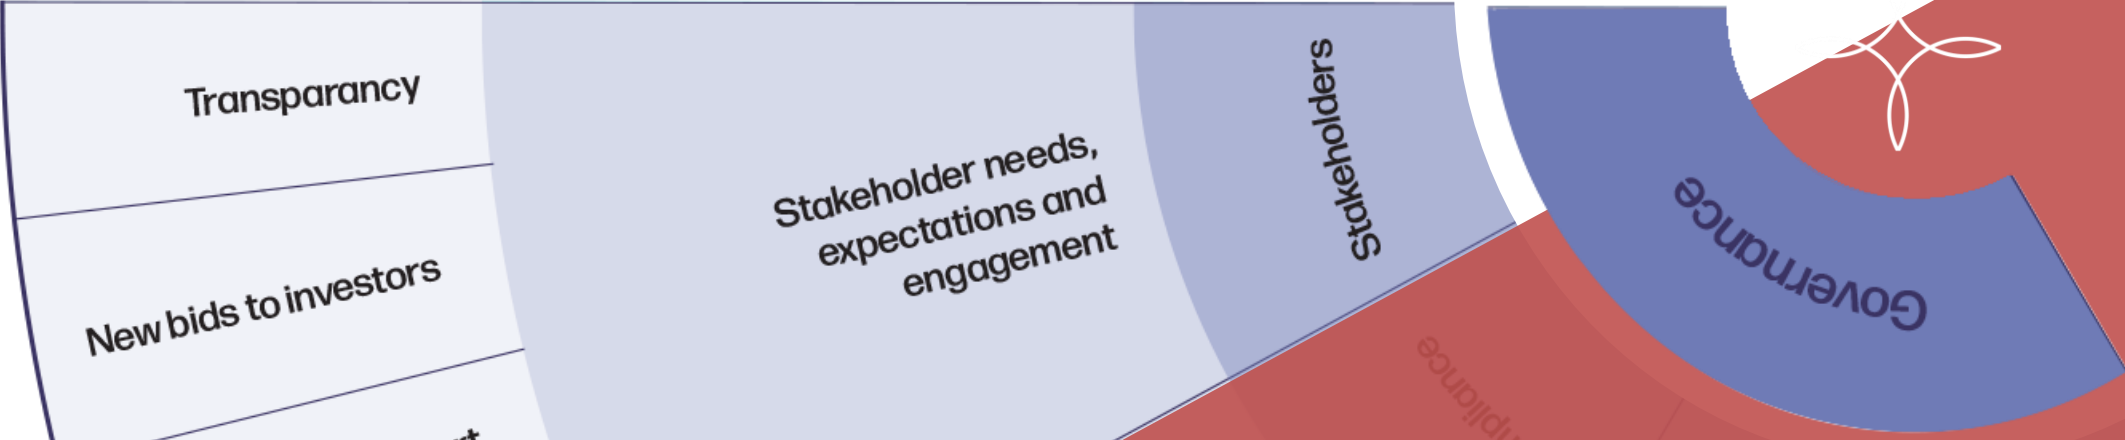 Transparancy
New bids to investors
Stakeholder needs,
expectations and
engagement
Stakeholders
Governance